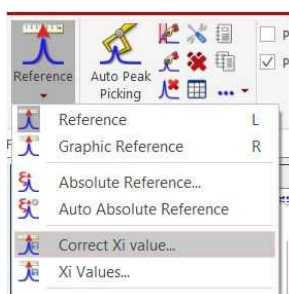 Reference
Auto Peak
Picking
P
P
Reference L
Graphic Reference R
Absolute Reference...
Auto Absolute Reference
Correct Xi value...
Xi Values...